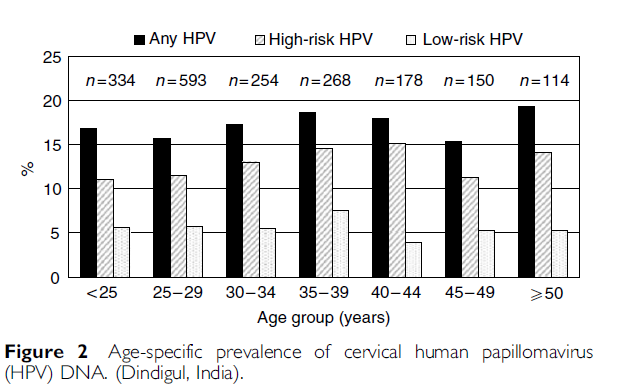 ■ Any HPV ▨ High-risk HPV □ Low-risk HPV
25
n=334 n=593 n=254 n=268 n=178 n=150 n=114
20
15
%
10
5
0
<25 25–29 30–34 35–39 40–44 45–49 ⩾50
Age group (years)
Figure 2 Age-specific prevalence of cervical human papillomavirus
(HPV) DNA. (Dindigul, India).